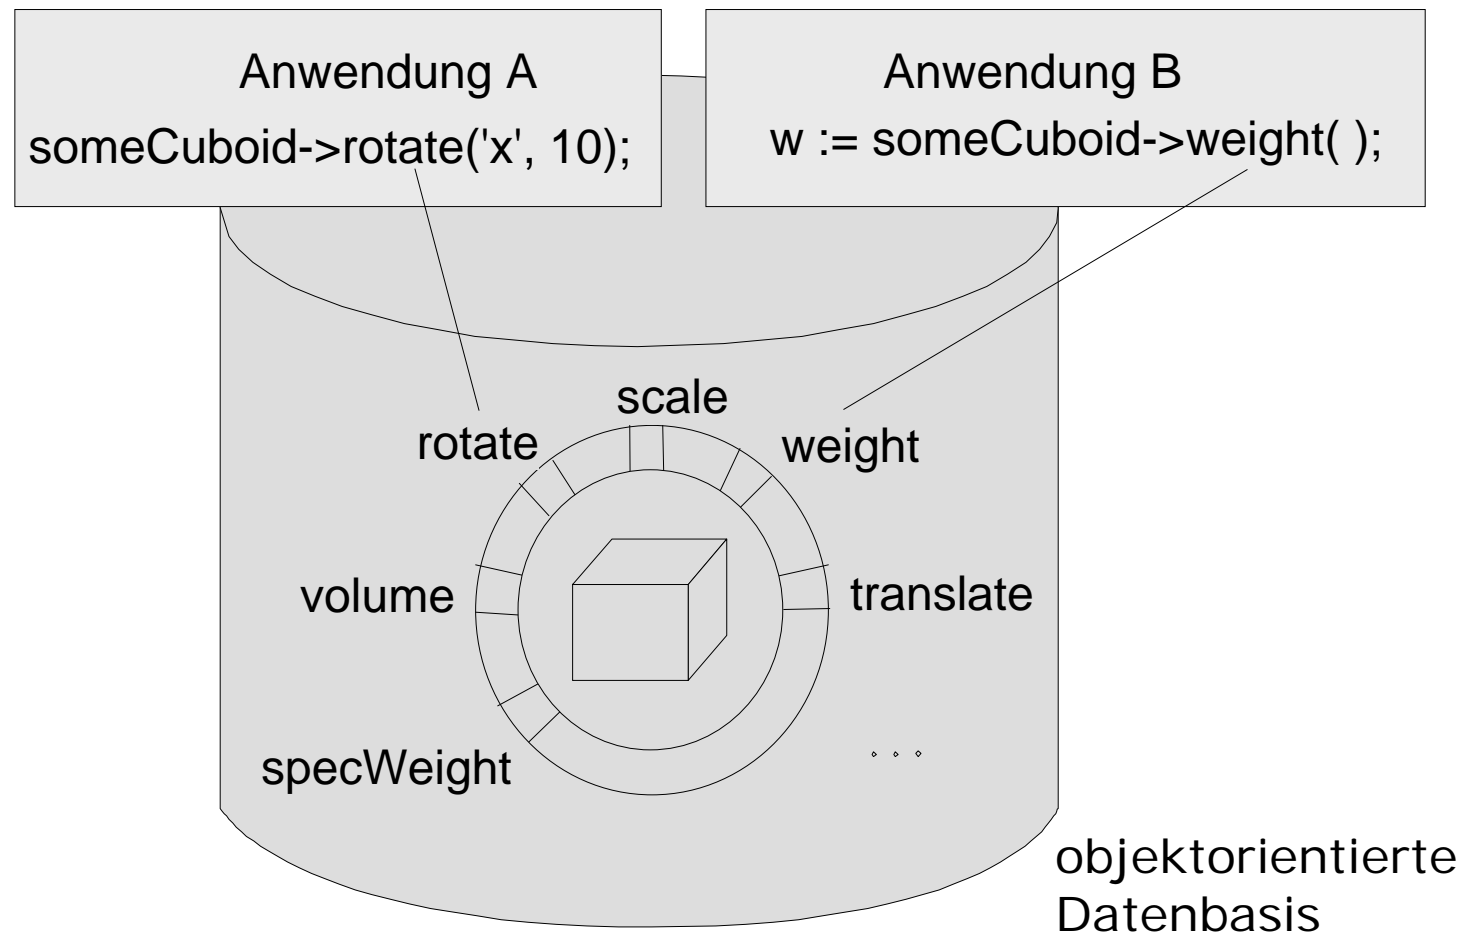 Anwendung A
someCuboid->rotate('x', 10);
Anwendung B
w := someCuboid->weight( );
scale
rotate
weight
volume
translate
specWeight
. . .
objektorientierte
Datenbasis